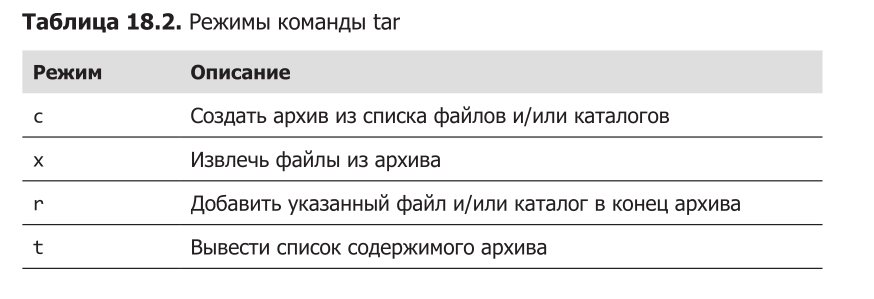 Таблица 18.2. Режимы команды tar
Режим Описание
c Создать архив из списка файлов и/или каталогов
x Извлечь файлы из архива
r Добавить указанный файл и/или каталог в конец архива
t Вывести список содержимого архива